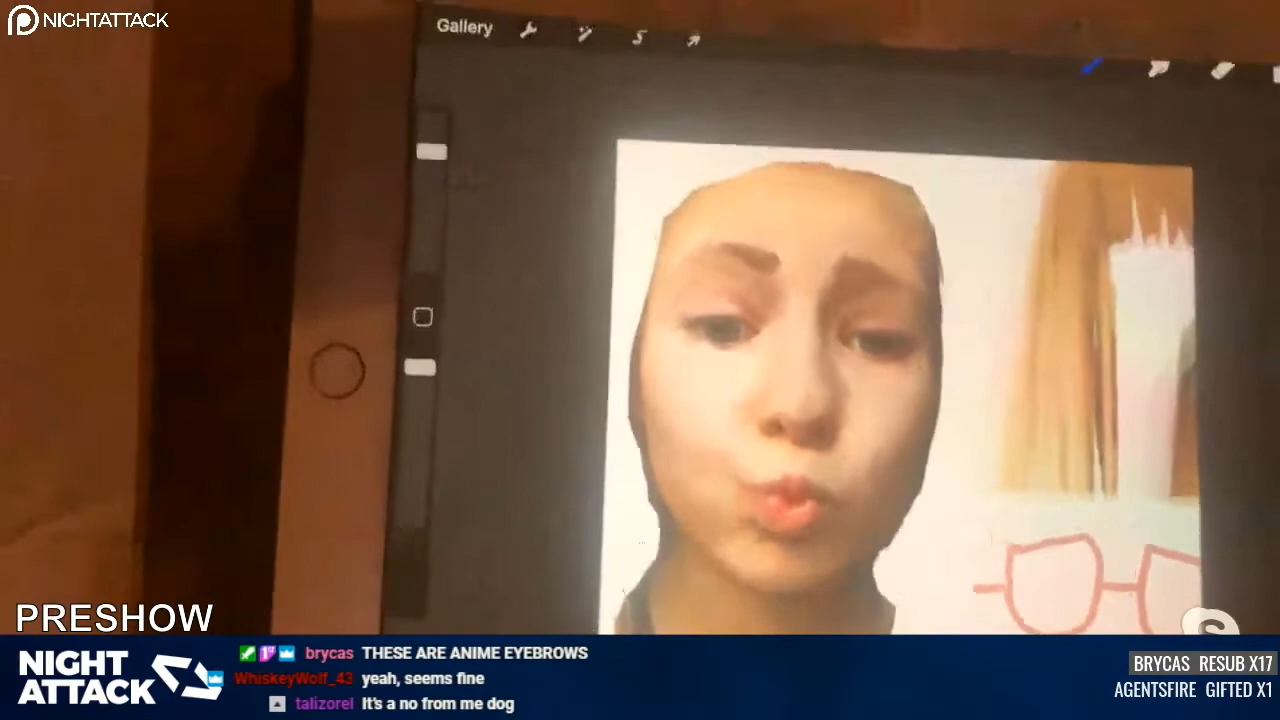 NIGHTATTACK
Gallery
PRESHOW
NIGHT
ATTACK
brycas THESE ARE ANIME EYEBROWS
WhiskeyWolf_43 yeah, seems fine
talizorel It's a no from me dog
BRYCAS RESUB X17
AGENTSFIRE GIFTED X1